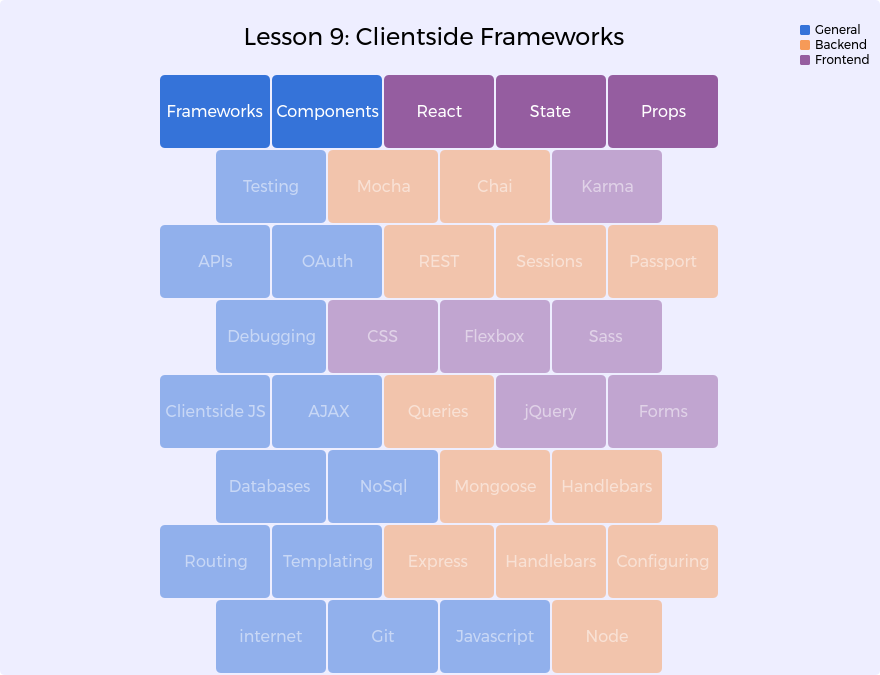 Lesson 9: Clientside Frameworks
General
Backend
Frontend
Frameworks Components React State Props
Testing Mocha Chai Karma
APIs OAuth REST Sessions Passport
Debugging CSS Flexbox Sass
Clientside JS AJAX Queries jQuery Forms
Databases NoSql Mongoose Handlebars
Routing Templating Express Handlebars Configuring
internet Git Javascript Node